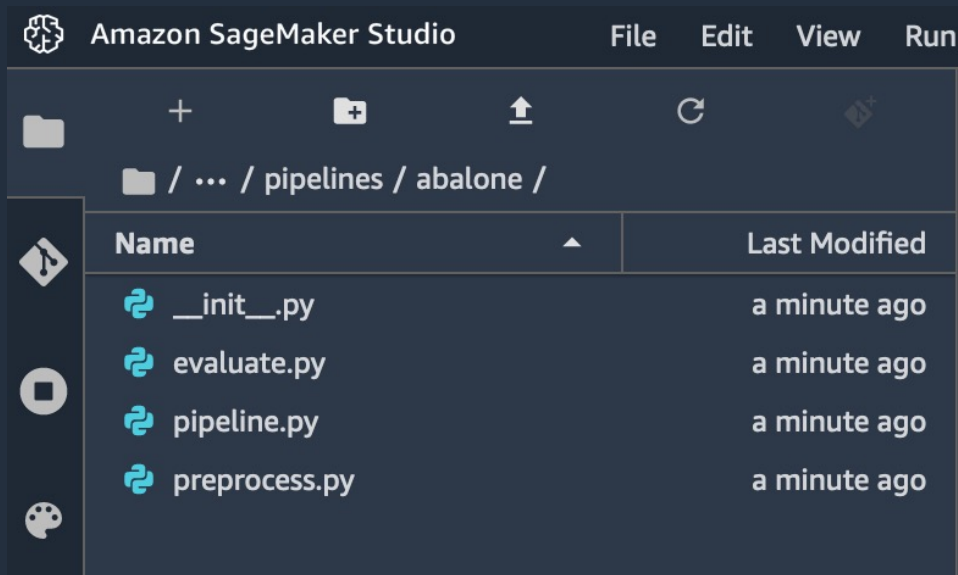 Amazon SageMaker Studio File Edit View Run
/ ... / pipelines / abalone /
Name Last Modified
__init__.py a minute ago
evaluate.py a minute ago
pipeline.py a minute ago
preprocess.py a minute ago